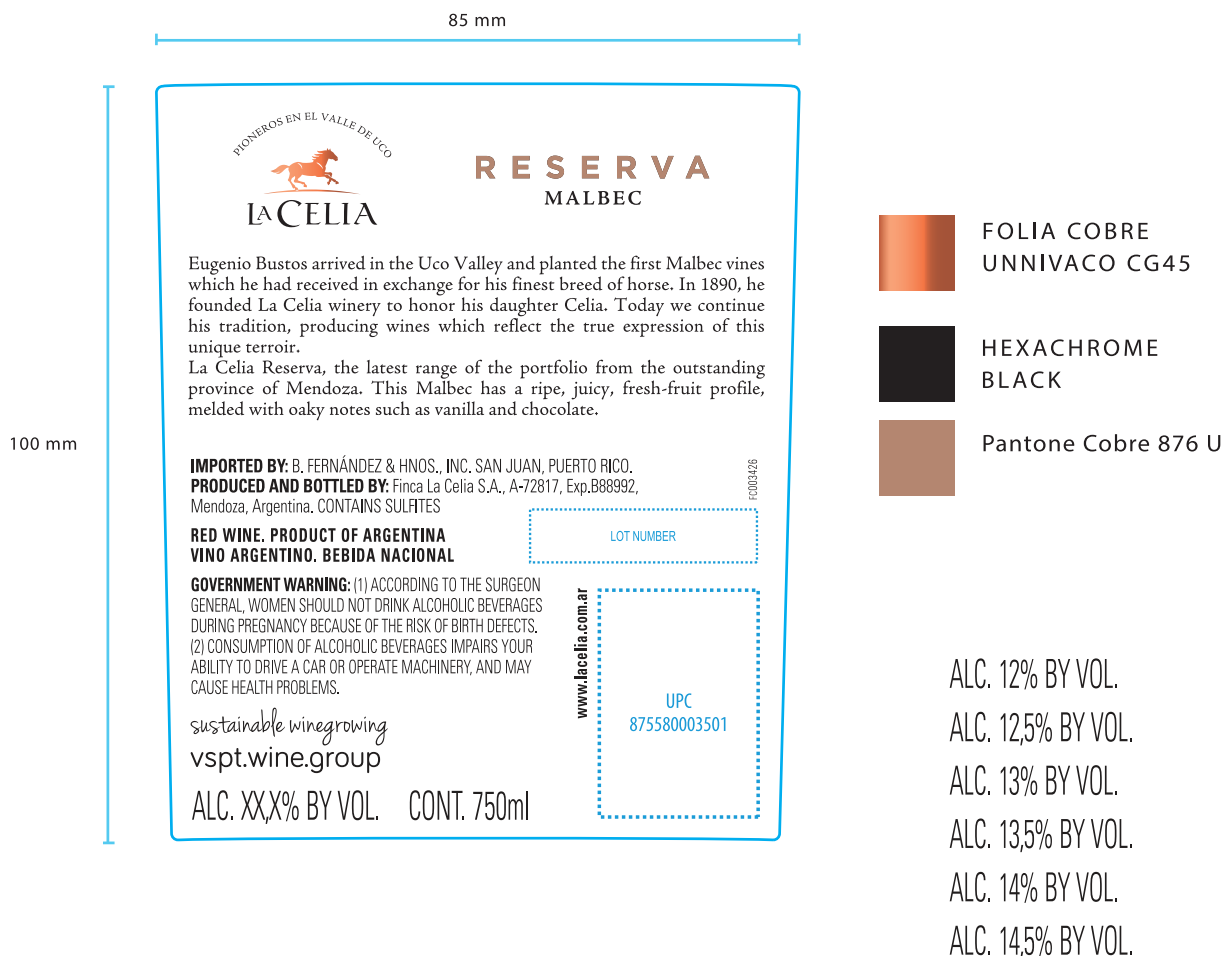 85 mm
100 mm
PIONEROS EN EL VALLE DE UCO
LA CELIA
RESERVA
MALBEC
Eugenio Bustos arrived in the Uco Valley and planted the first Malbec vines
which he had received in exchange for his finest breed of horse. In 1890, he
founded La Celia winery to honor his daughter Celia. Today we continue
his tradition, producing wines which reflect the true expression of this
unique terroir.
La Celia Reserva, the latest range of the portfolio from the outstanding
province of Mendoza. This Malbec has a ripe, juicy, fresh-fruit profile,
melded with oaky notes such as vanilla and chocolate.
IMPORTED BY: B. FERNÁNDEZ & HNOS., INC. SAN JUAN, PUERTO RICO.
PRODUCED AND BOTTLED BY: Finca La Celia S.A., A-72817, Exp.B88992,
Mendoza, Argentina. CONTAINS SULFITES
FC003426
RED WINE. PRODUCT OF ARGENTINA
VINO ARGENTINO. BEBIDA NACIONAL
LOT NUMBER
GOVERNMENT WARNING: (1) ACCORDING TO THE SURGEON
GENERAL, WOMEN SHOULD NOT DRINK ALCOHOLIC BEVERAGES
DURING PREGNANCY BECAUSE OF THE RISK OF BIRTH DEFECTS.
(2) CONSUMPTION OF ALCOHOLIC BEVERAGES IMPAIRS YOUR
ABILITY TO DRIVE A CAR OR OPERATE MACHINERY, AND MAY
CAUSE HEALTH PROBLEMS.
www.lacelia.com.ar
UPC
875580003501
sustainable winegrowing
vspt.wine.group
ALC. XX,X% BY VOL. CONT. 750ml
FOLIA COBRE
UNNIVACO CG45
HEXACHROME
BLACK
Pantone Cobre 876 U
ALC. 12% BY VOL.
ALC. 12,5% BY VOL.
ALC. 13% BY VOL.
ALC. 13,5% BY VOL.
ALC. 14% BY VOL.
ALC. 14,5% BY VOL.